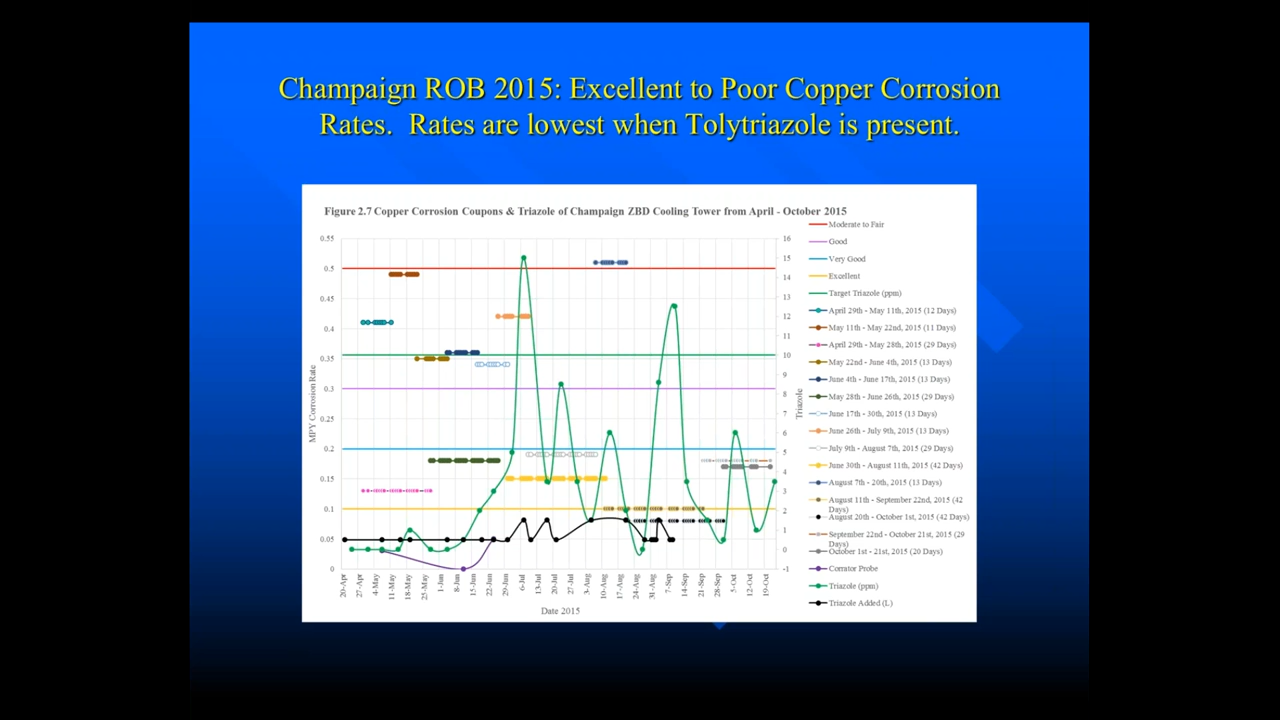 Champaign ROB 2015: Excellent to Poor Copper Corrosion
Rates.  Rates are lowest when Tolytriazole is present.
Figure 2.7 Copper Corrosion Coupons & Triazole of Champaign ZBD Cooling Tower from April - October 2015
0.55
0.5
0.45
0.4
0.35
0.3
0.25
0.2
0.15
0.1
0.05
0
MPY Corrosion Rate
20-Apr
27-Apr
4-May
11-May
18-May
25-May
1-Jun
8-Jun
15-Jun
22-Jun
29-Jun
6-Jul
13-Jul
20-Jul
27-Jul
3-Aug
10-Aug
17-Aug
24-Aug
31-Aug
7-Sep
14-Sep
21-Sep
28-Sep
5-Oct
12-Oct
19-Oct
Date 2015
16
15
14
13
12
11
10
9
8
7
6
5
4
3
2
1
0
-1
Triazole
Moderate to Fair
Good
Very Good
Excellent
Target Triazole (ppm)
April 29th - May 11th, 2015 (12 Days)
May 11th - May 22nd, 2015 (11 Days)
April 29th - May 28th, 2015 (29 Days)
May 22nd - June 4th, 2015 (13 Days)
June 4th - June 17th, 2015 (13 Days)
May 28th - June 26th, 2015 (29 Days)
June 17th - 30th, 2015 (13 Days)
June 26th - July 9th, 2015 (13 Days)
July 9th - August 7th, 2015 (29 Days)
June 30th - August 11th, 2015 (42 Days)
August 7th - 20th, 2015 (13 Days)
August 11th - September 22nd, 2015 (42
Days)
August 20th - October 1st, 2015 (42 Days)
September 22nd - October 21st, 2015 (29
Days)
October 1st - 21st, 2015 (20 Days)
Corrator Probe
Triazole (ppm)
Triazole Added (L)